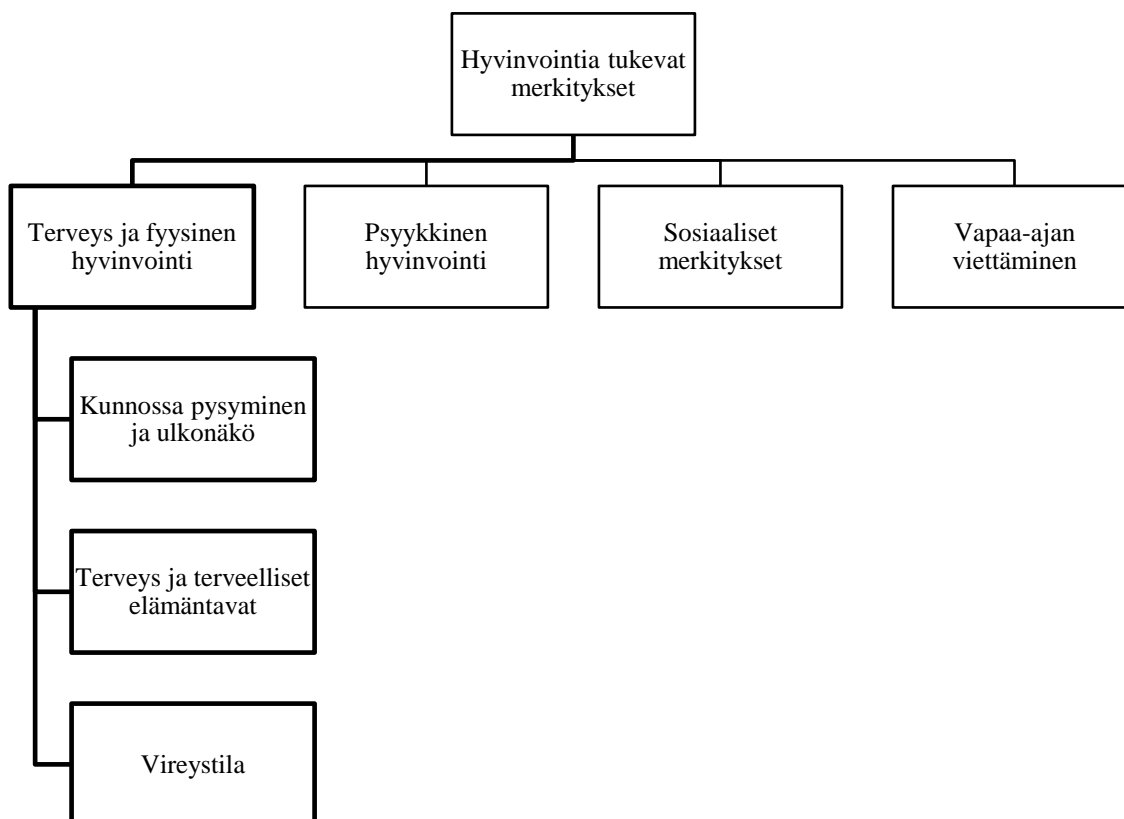 Hyvinvointia tukevat
merkitykset
Terveys ja fyysinen
hyvinvointi
Psyykkinen
hyvinvointi
Sosiaaliset
merkitykset
Vapaa-ajan
viettäminen
Kunnossa pysyminen
ja ulkonäkö
Terveys ja terveelliset
elämäntavat
Vireystila